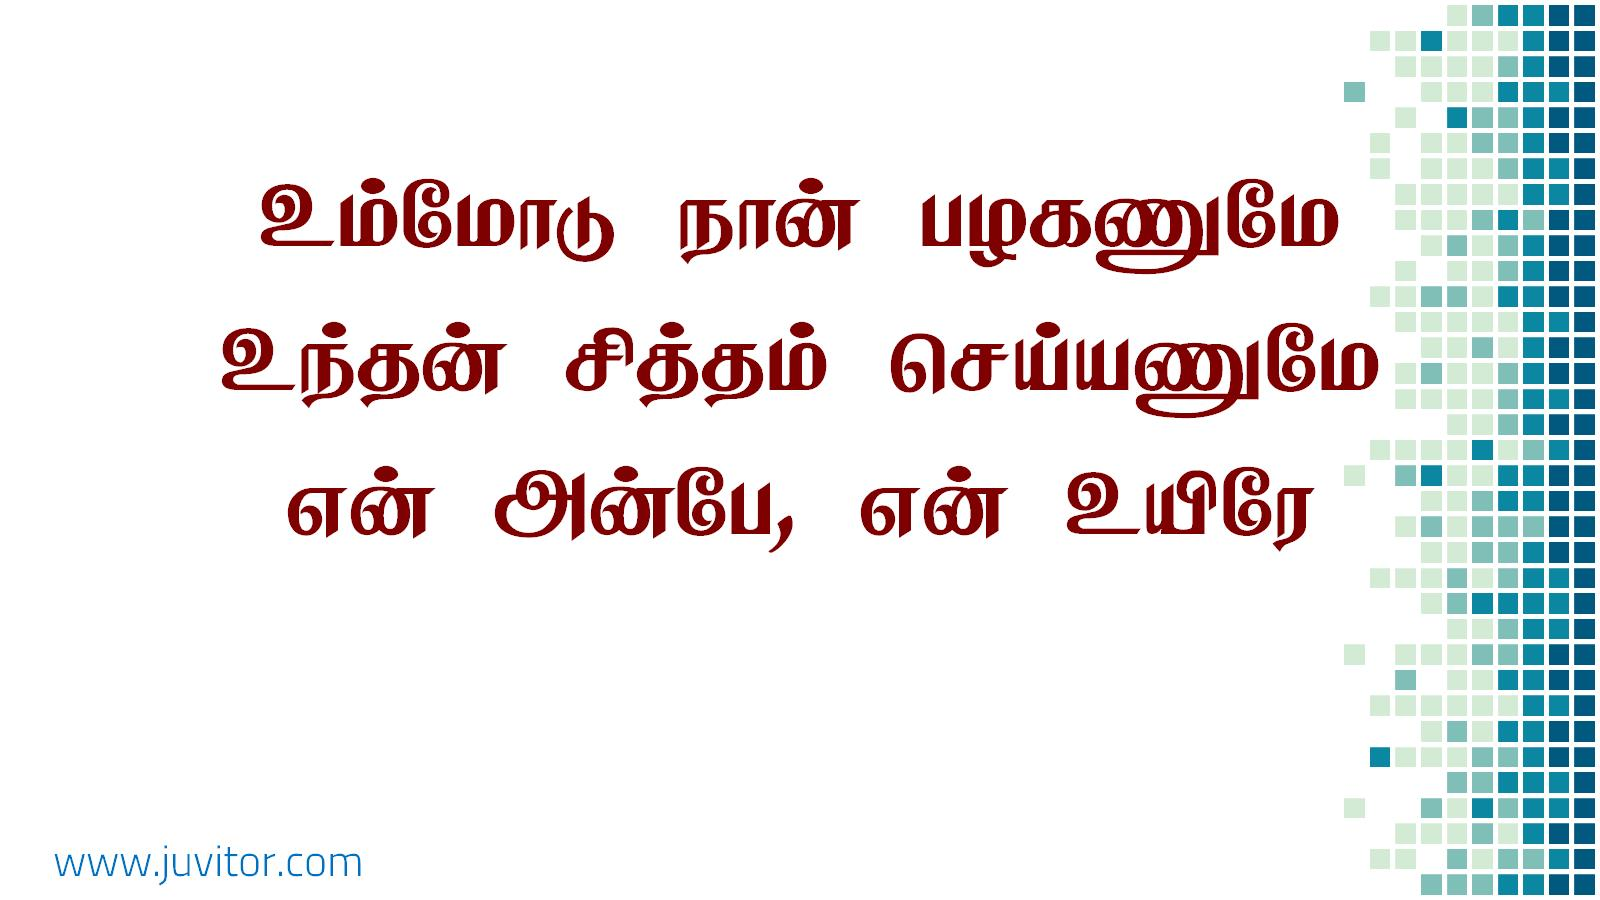 உம்மோடு நான் பழகணுமே
உந்தன் சித்தம் செய்யணுமே
என் அன்பே, என் உயிரே
www.juvitor.com